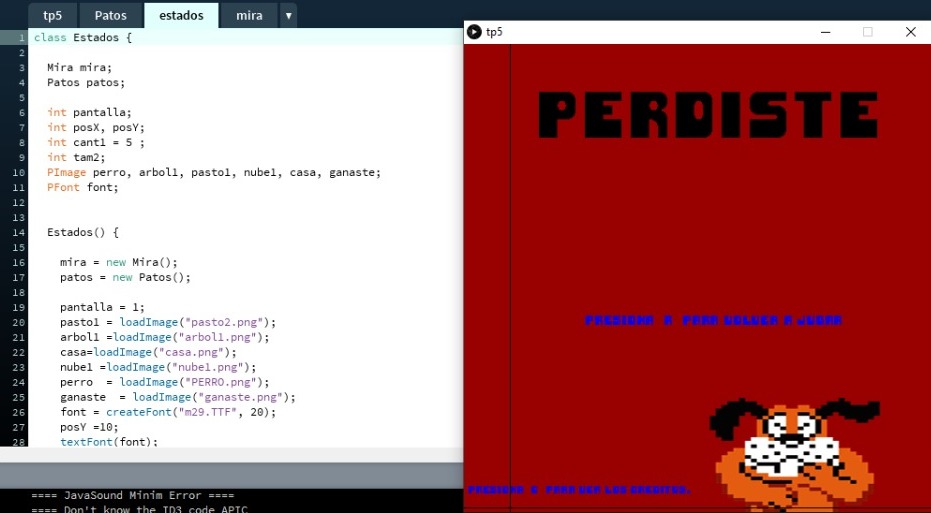 tp5 Patos estados mira ▼
1 class Estados {
2
3 Mira mira;
4 Patos patos;
5
6 int pantalla;
7 int posX, posY;
8 int cant1 = 5 ;
9 int tam2;
10 PImage perro, arbol1, pasto1, nube1, casa, ganaste;
11 PFont font;
12
13
14 Estados() {
15
16 mira = new Mira();
17 patos = new Patos();
18
19 pantalla = 1;
20 pasto1 = loadImage("pasto2.png");
21 arbol1 =loadImage("arbol1.png");
22 casa=loadImage("casa.png");
23 nube1 =loadImage("nube1.png");
24 perro = loadImage("PERRO.png");
25 ganaste = loadImage("ganaste.png");
26 font = createFont("m29.TTF", 20);
27 posY =10;
28 textFont(font);
==== JavaSound Minim Error ====
==== Don't know the ID3 code APIC
tp5
PERDISTE
PARA VOLVER A
PARA VER LOS